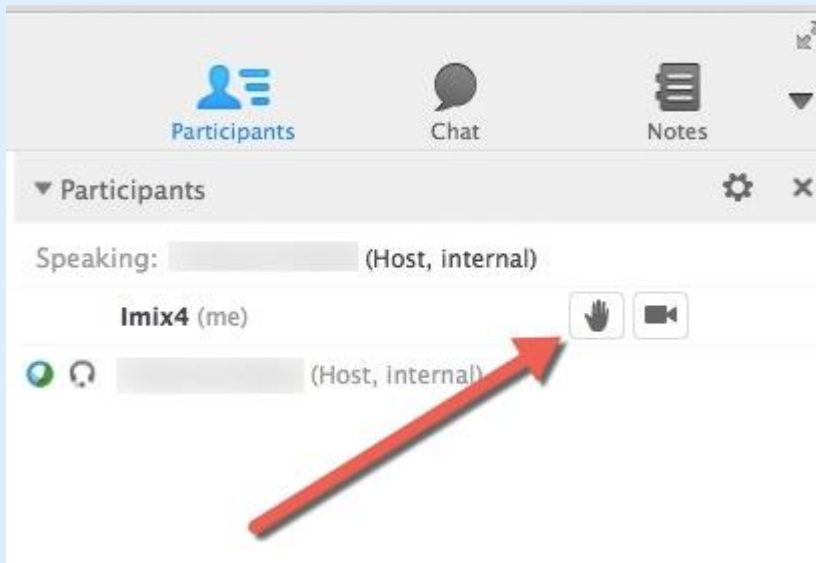 Participants Chat Notes
Participants
Speaking: (Host, internal)
lmix4 (me)
(Host, internal)